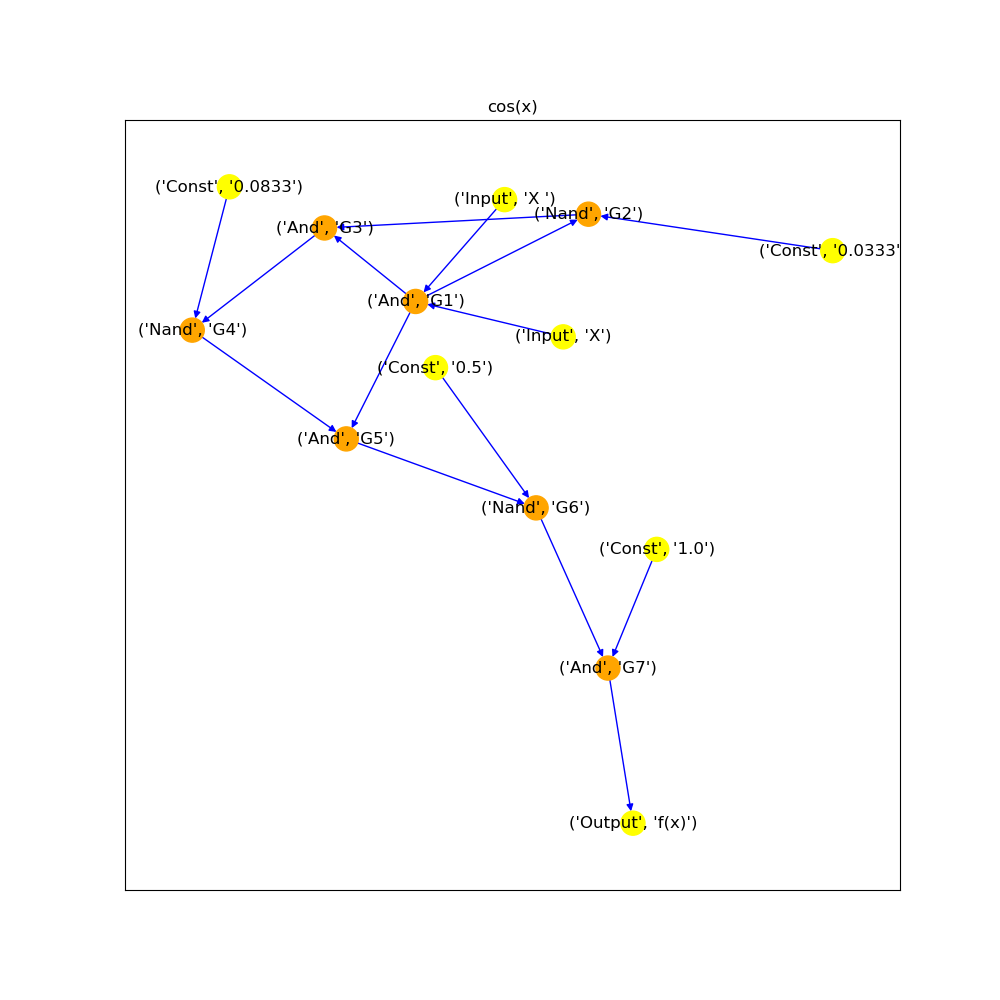 cos(x)
('Const', '0.0833')
('Input', 'X ')
('Nand', 'G2')
('And', 'G3')
('Const', '0.0333'
('And', 'G1')
('Nand', 'G4')
('Input', 'X')
('Const', '0.5')
('And', 'G5')
('Nand', 'G6')
('Const', '1.0')
('And', 'G7')
('Output', 'f(x)')